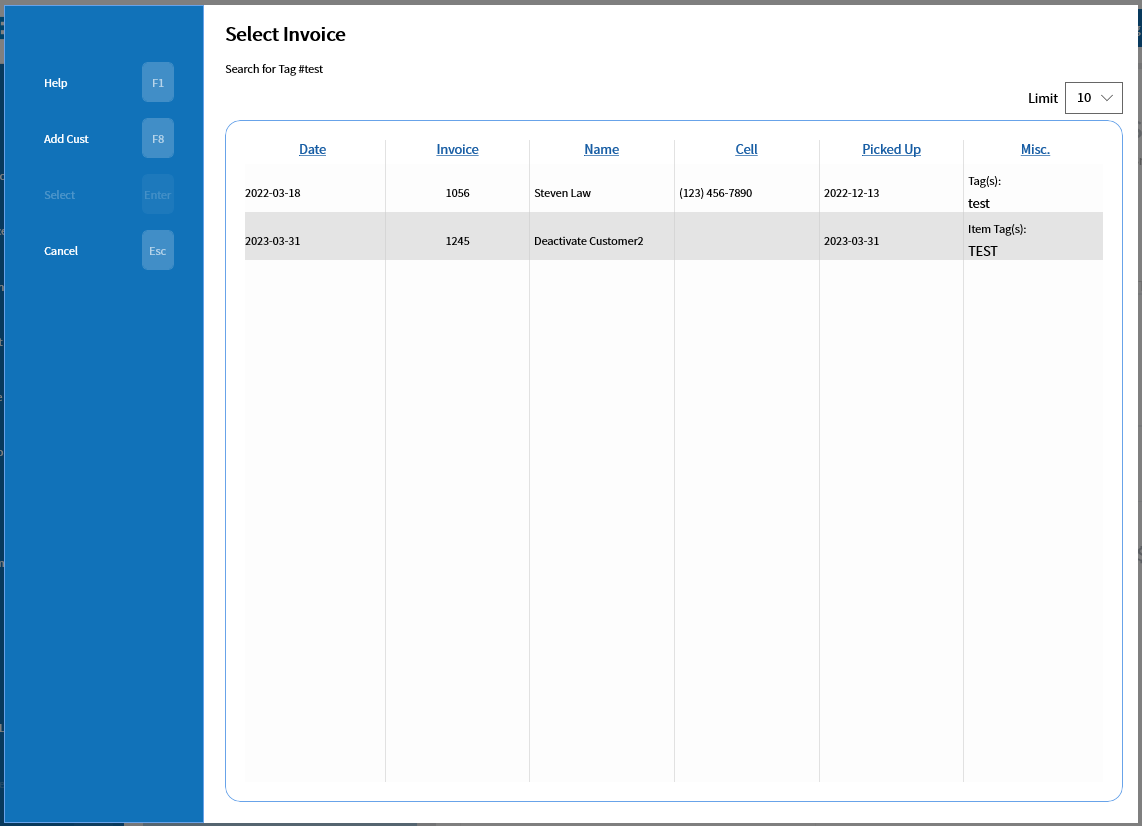 Select Invoice
Search for Tag #test
Help F1
Add Cust F8
Select Enter
Cancel Esc
Limit 10
Date Invoice Name Cell Picked Up Misc.
2022-03-18 1056 Steven Law (123) 456-7890 2022-12-13 Tag(s):
test
2023-03-31 1245 Deactivate Customer2 2023-03-31 Item Tag(s):
TEST